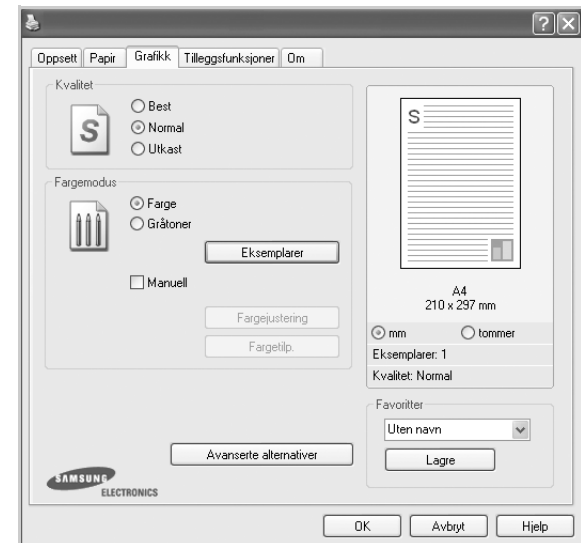 Oppsett Papir Grafikk Tilleggsfunksjoner Om
Kvalitet
S
Best
Normal
Utkast
Fargemodus
Farge
Gråtoner
Eksemplarer
Manuell
Fargejustering
Fargetilp.
Avanserte alternativer
SAMSUNG
ELECTRONICS
S
A4
210 x 297 mm
mm tommer
Eksemplarer: 1
Kvalitet: Normal
Favoritter
Uten navn
Lagre
OK Avbryt Hjelp